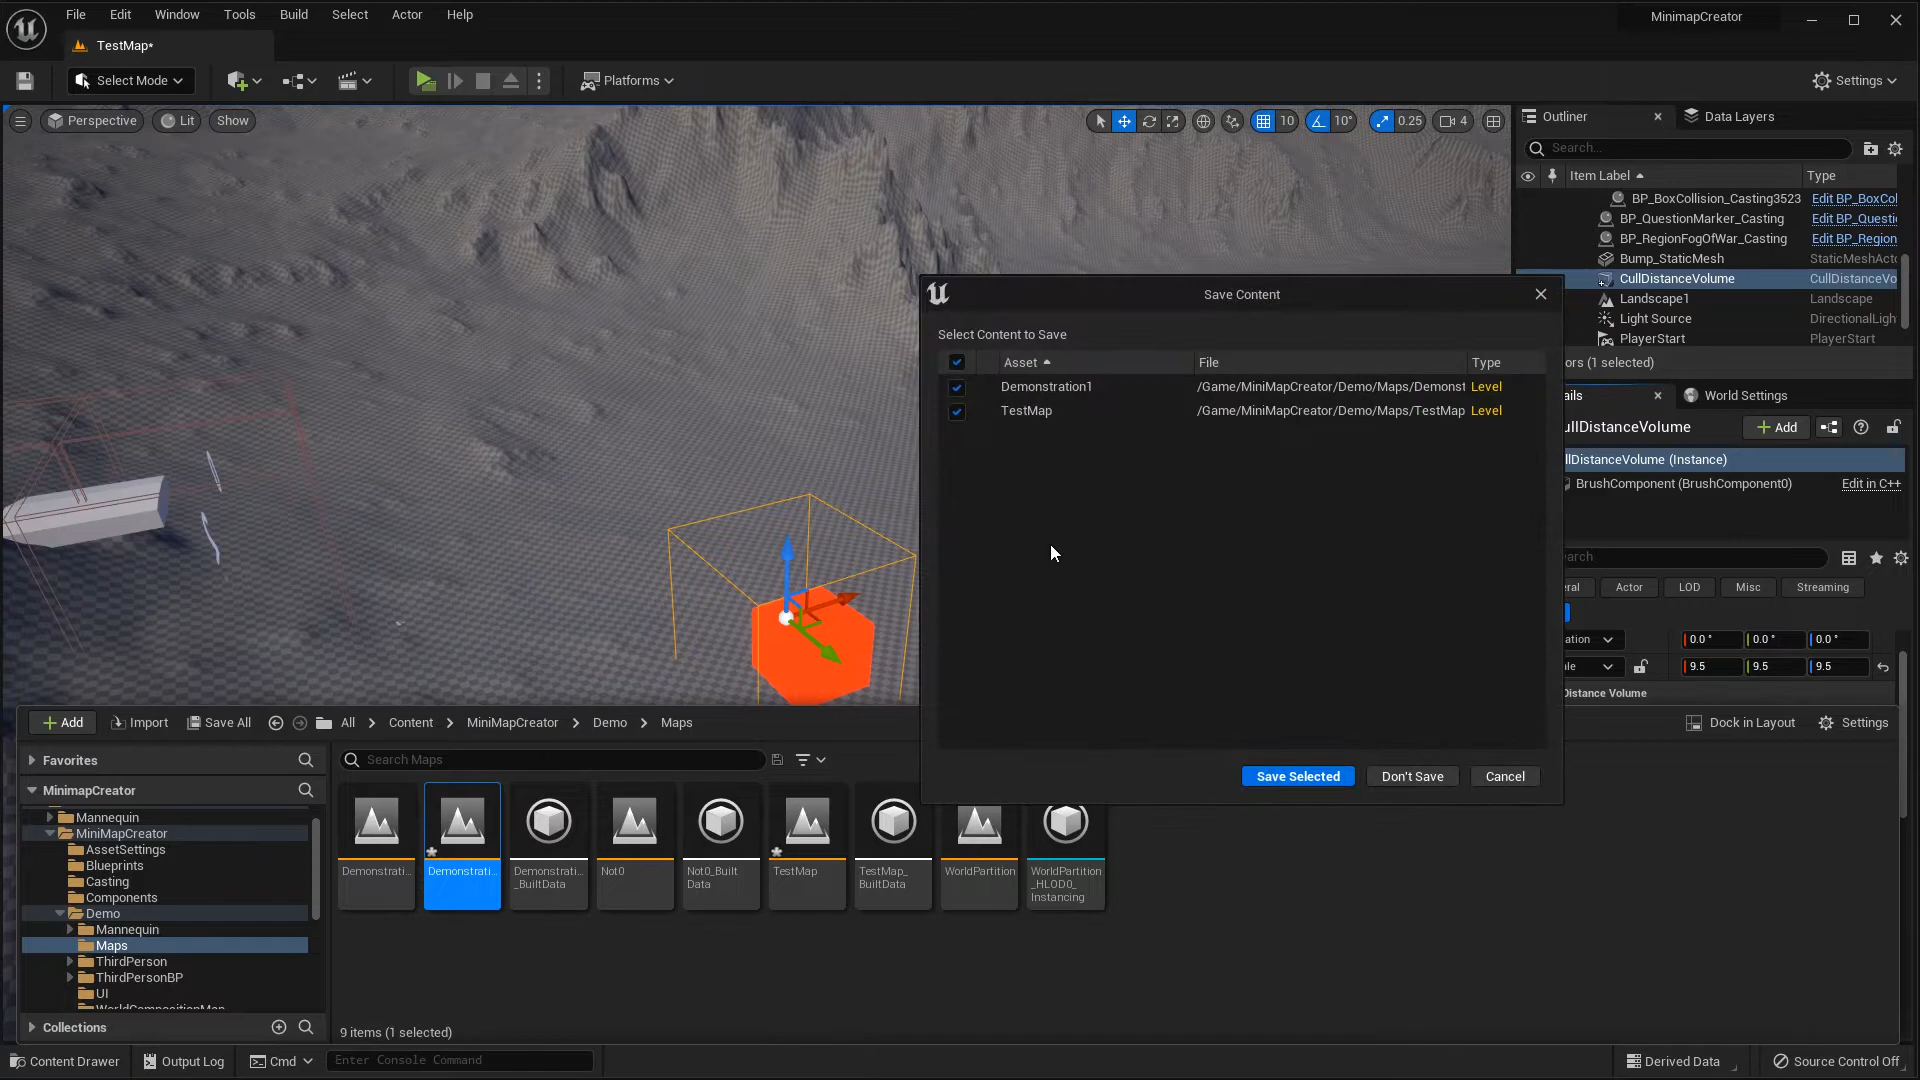 File Edit Window Tools Build Select Actor Help
MinimapCreator
TestMap*
Select Mode
Platforms
Settings
Perspective Lit Show
10 10° 0.25 4
Outliner Data Layers
Search...
Item Label Type
BP_BoxCollision_Casting3523 Edit BP_BoxCol
BP_QuestionMarker_Casting Edit BP_Questi
BP_RegionFogOfWar_Casting Edit BP_Region
Bump_StaticMesh StaticMeshActo
CullDistanceVolume CullDistanceVo
Landscape1 Landscape
Light Source DirectionalLigh
PlayerStart PlayerStart
ors (1 selected)
Save Content
Select Content to Save
Asset File Type
Demonstration1 /Game/MiniMapCreator/Demo/Maps/Demonst Level
TestMap /Game/MiniMapCreator/Demo/Maps/TestMap Level
Save Selected Don't Save Cancel
ails World Settings
ullDistanceVolume Add
llDistanceVolume (Instance)
BrushComponent (BrushComponent0) Edit in C++
earch
eral Actor LOD Misc Streaming
ation 0.0 ° 0.0 ° 0.0 °
ale 9.5 9.5 9.5
Distance Volume
Add Import Save All All Content MiniMapCreator Demo Maps
Dock in Layout Settings
Favorites
Search Maps
MinimapCreator
Mannequin
MiniMapCreator
AssetSettings
Blueprints
Casting
Components
Demo
Mannequin
Maps
ThirdPerson
ThirdPersonBP
UI
WorldCompositionMap
Collections
Demonstrati..
Demonstrati..
Demonstrati..
_BuiltData
Not0
Not0_Built
Data
TestMap
TestMap_
BuiltData
WorldPartition
WorldPartition
_HLOD0_
Instancing
9 items (1 selected)
Content Drawer Output Log Cmd Enter Console Command
Derived Data Source Control Off